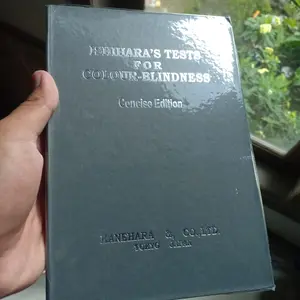 ISHIHARA'S TESTS
FOR
COLOUR-BLINDNESS
Concise Edition
KANEHARA & CO., LTD.
TOKYO JAPAN